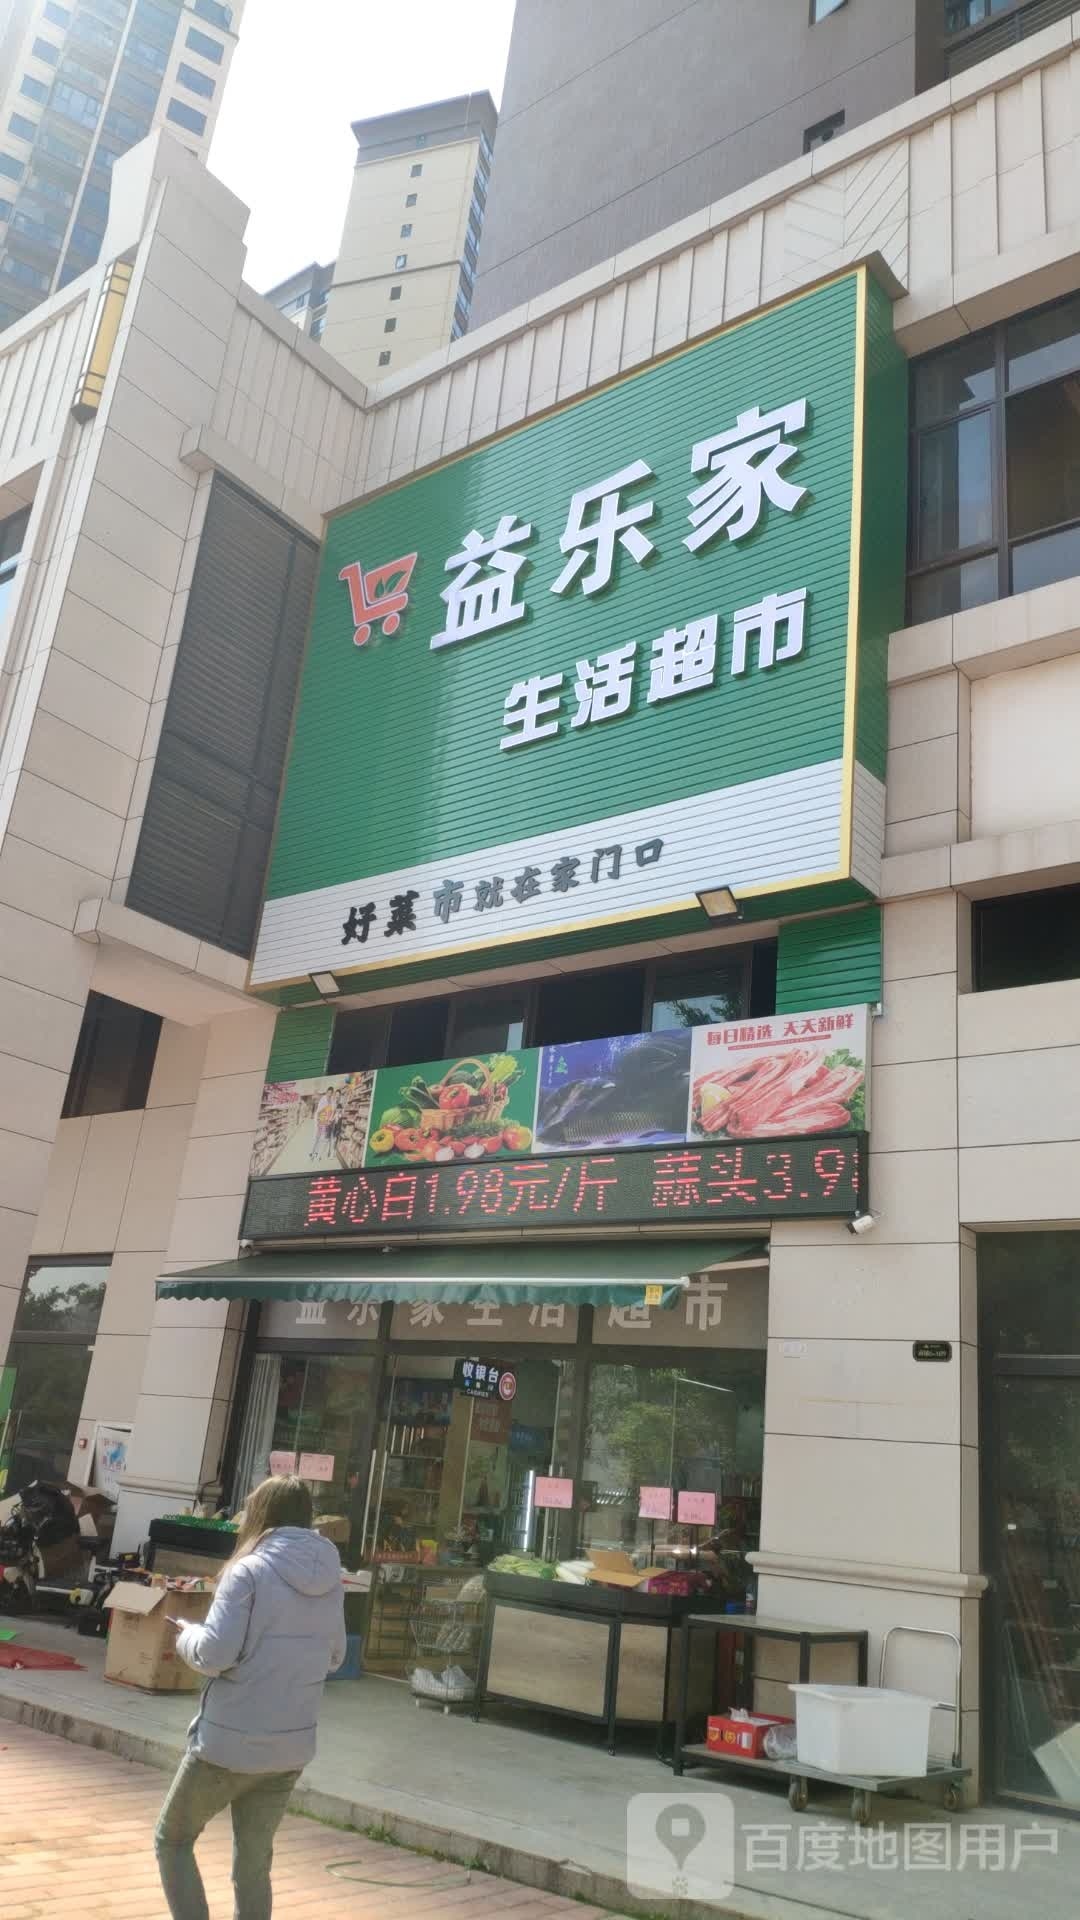 益乐家
生活超市
好菜市就在家门口
每日精选 天天新鲜
黄心白1.98元/斤 蒜头3.9
益乐家生活超市
收银台
CASHIER
百度地图用户